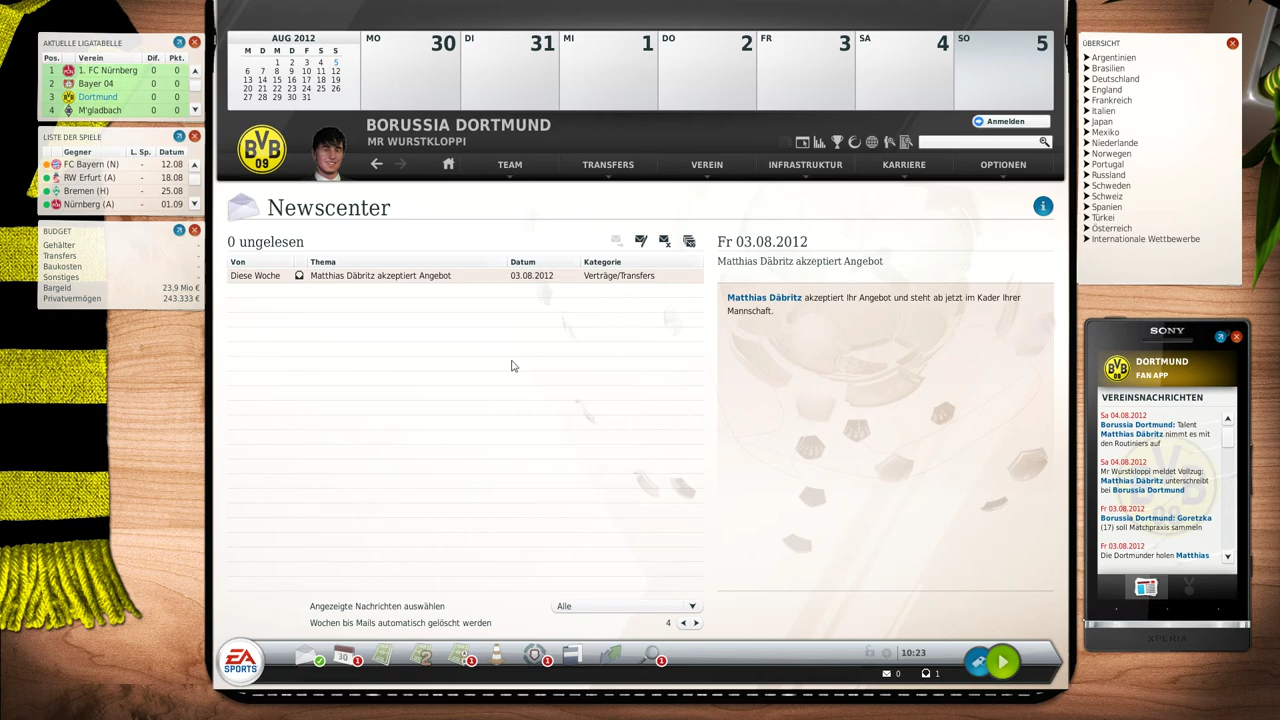 AKTUELLE LIGATABELLE
Pos. Verein Dif. Pkt.
1 1. FC Nürnberg 0 0
2 Bayer 04 0 0
3 Dortmund 0 0
4 M'gladbach 0 0
LISTE DER SPIELE
Gegner L. Sp. Datum
FC Bayern (N) - 12.08
RW Erfurt (A) - 18.08
Bremen (H) - 25.08
Nürnberg (A) - 01.09
BUDGET
Gehälter -
Transfers -
Baukosten -
Sonstiges -
Bargeld 23,9 Mio €
Privatvermögen 243.333 €
AUG 2012
M D M D F S S
1 2 3 4 5
6 7 8 9 10 11 12
13 14 15 16 17 18 19
20 21 22 23 24 25 26
27 28 29 30 31
MO 30
DI 31
MI 1
DO 2
FR 3
SA 4
SO 5
BVB 09
BORUSSIA DORTMUND
MR WURSTKLOPPI
Anmelden
TEAM TRANSFERS VEREIN INFRASTRUKTUR KARRIERE OPTIONEN
Newscenter
0 ungelesen
Von Thema Datum Kategorie
Diese Woche Matthias Däbritz akzeptiert Angebot 03.08.2012 Verträge/Transfers
Fr 03.08.2012
Matthias Däbritz akzeptiert Angebot
Matthias Däbritz akzeptiert Ihr Angebot und steht ab jetzt im Kader Ihrer
Mannschaft.
Angezeigte Nachrichten auswählen Alle
Wochen bis Mails automatisch gelöscht werden 4
EA SPORTS
30 1
2
1
1
1
10:23
0 1
ÜBERSICHT
Argentinien
Brasilien
Deutschland
England
Frankreich
Italien
Japan
Mexiko
Niederlande
Norwegen
Portugal
Russland
Schweden
Schweiz
Spanien
Türkei
Österreich
Internationale Wettbewerbe
SONY
BVB 09
DORTMUND
FAN APP
VEREINSNACHRICHTEN
Sa 04.08.2012
Borussia Dortmund: Talent
Matthias Däbritz nimmt es mit
den Routiniers auf
Sa 04.08.2012
Mr Wurstkloppi meldet Vollzug:
Matthias Däbritz unterschreibt
bei Borussia Dortmund
Fr 03.08.2012
Borussia Dortmund: Goretzka
(17) soll Matchpraxis sammeln
Fr 03.08.2012
Die Dortmunder holen Matthias
XPERIA